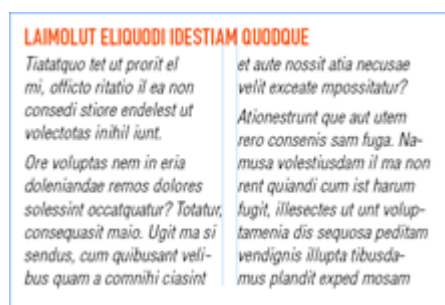 LAIMOLUT ELIQUODI IDESTIAM QUODQUE
Tiatatquo tet ut prorit el
mi, officto ritatio il ea non
consedi stiore endelest ut
volectotas inihil iunt.
Ore voluptas nem in eria
doleniandae remos dolores
solessint occatquatur? Totatur,
consequasit maio. Ugit ma si
sendus, cum quibusant veli-
bus quam a comnihi ciasint
et aute nossit atia necusae
velit exceate mpossitatur?
Ationestrunt que aut utem
rero consenis sam fuga. Na-
musa volestiusdam il ma non
rent quiandi cum ist harum
fugit, illesectes ut unt volup-
tamenia dis sequosa peditam
vendignis illupta tibusda-
mus plandit exped mosam